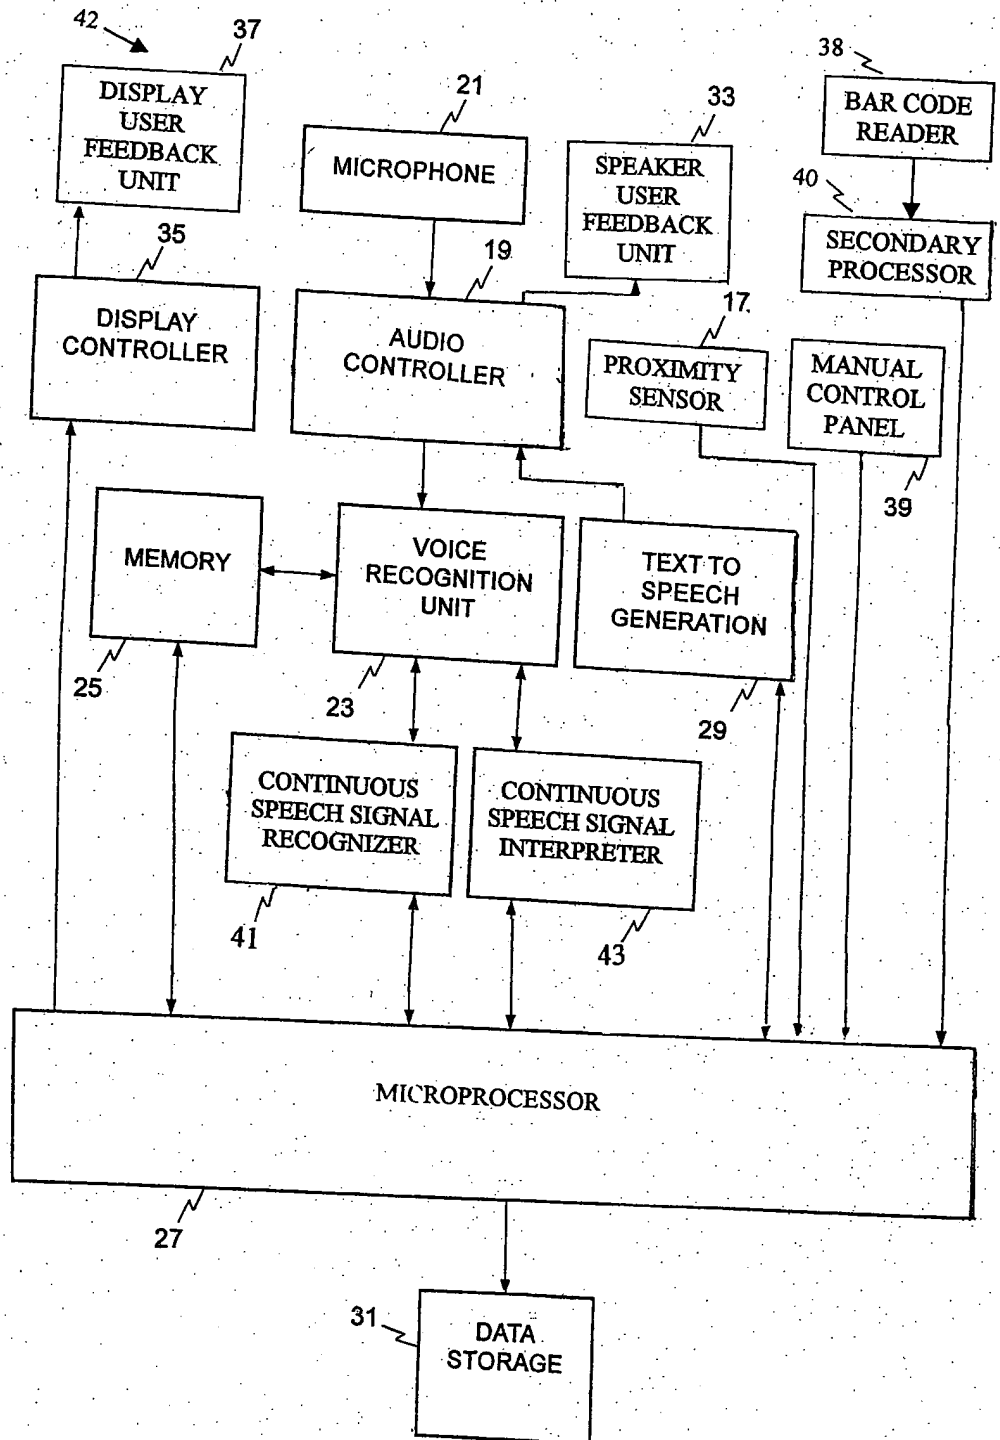 42
37
DISPLAY
USER
FEEDBACK
UNIT
21
MICROPHONE
33
SPEAKER
USER
FEEDBACK
UNIT
38
BAR CODE
READER
40
SECONDARY
PROCESSOR
35
DISPLAY
CONTROLLER
19
AUDIO
CONTROLLER
17
PROXIMITY
SENSOR
MANUAL
CONTROL
PANEL
39
MEMORY
25
VOICE
RECOGNITION
UNIT
23
TEXT TO
SPEECH
GENERATION
29
CONTINUOUS
SPEECH SIGNAL
RECOGNIZER
41
CONTINUOUS
SPEECH SIGNAL
INTERPRETER
43
MICROPROCESSOR
27
31
DATA
STORAGE